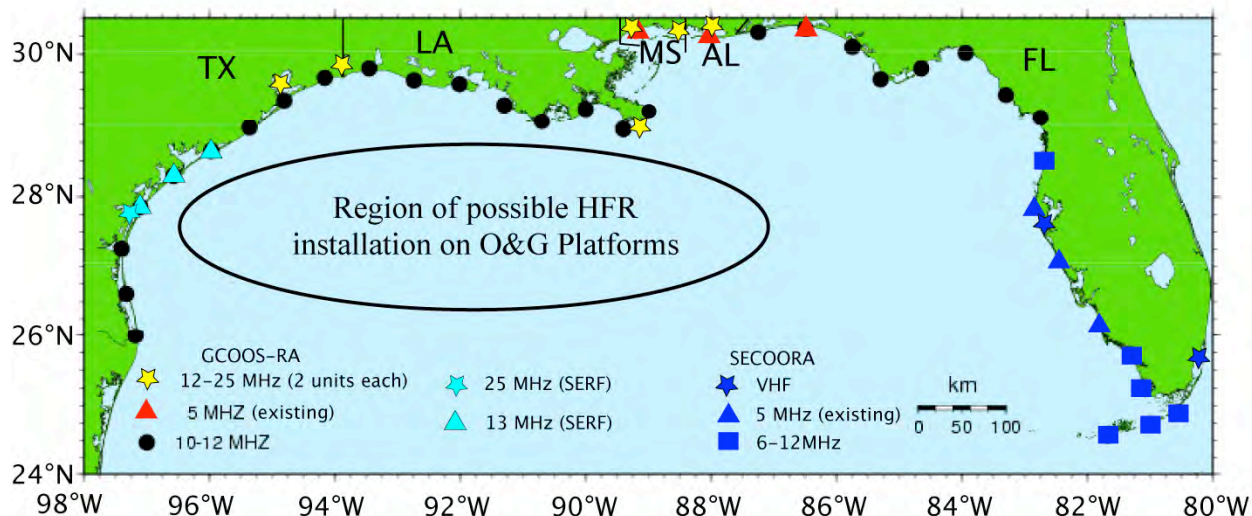 30°N
28°N
26°N
24°N
TX
LA
MS
AL
FL
Region of possible HFR
installation on O&G Platforms
GCOOS-RA
12-25 MHz (2 units each)
5 MHZ (existing)
10-12 MHZ
25 MHz (SERF)
13 MHz (SERF)
SECOORA
VHF
5 MHz (existing)
6-12MHz
km
0 50 100
98°W 96°W 94°W 92°W 90°W 88°W 86°W 84°W 82°W 80°W